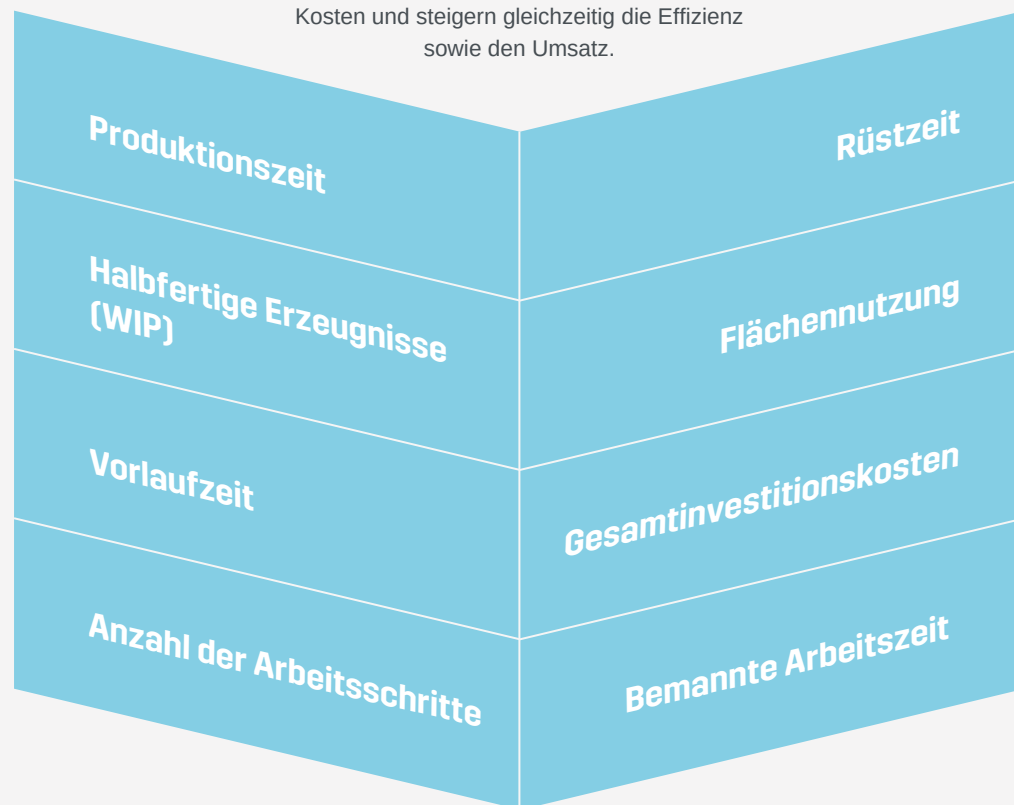 Kosten und steigern gleichzeitig die Effizienz
sowie den Umsatz.
Produktionszeit
Halbfertige Erzeugnisse
(WIP)
Vorlaufzeit
Anzahl der Arbeitsschritte
Rüstzeit
Flächennutzung
Gesamtinvestitionskosten
Bemannte Arbeitszeit